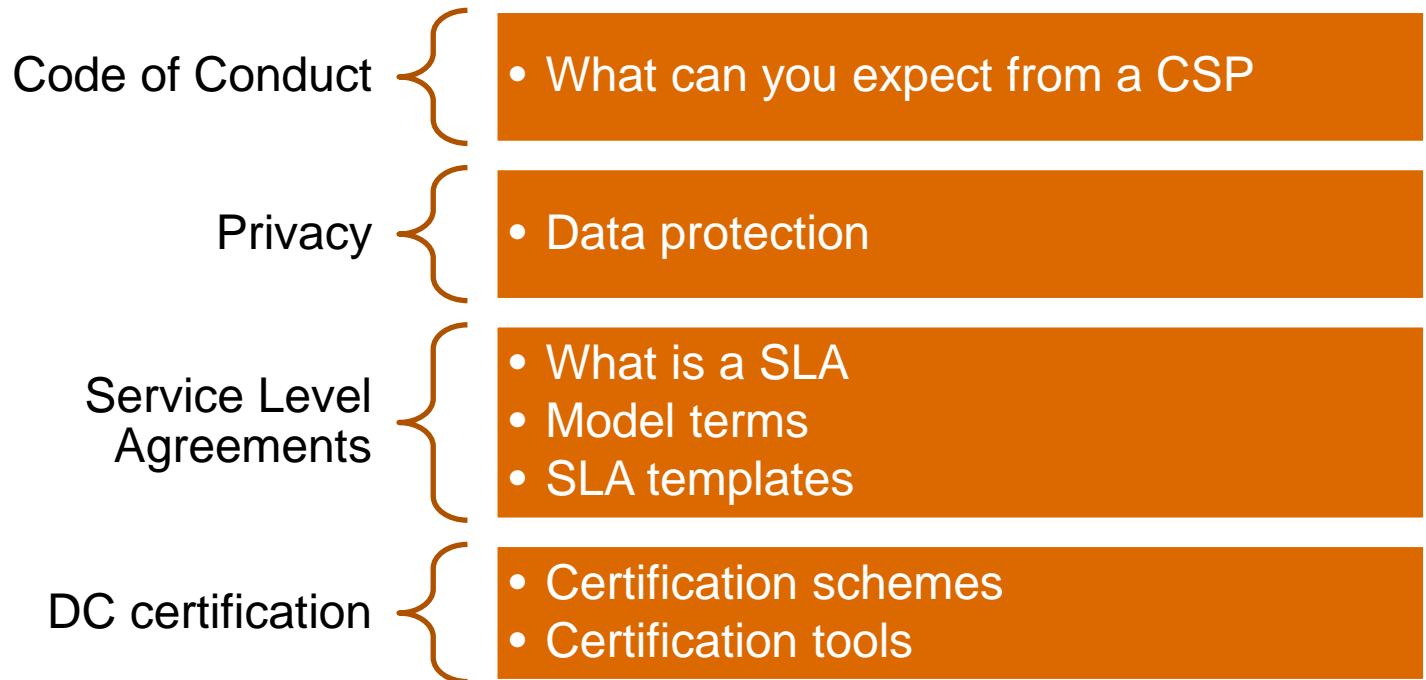 Code of Conduct
• What can you expect from a CSP
Privacy
• Data protection
Service Level
Agreements
• What is a SLA
• Model terms
• SLA templates
DC certification
• Certification schemes
• Certification tools